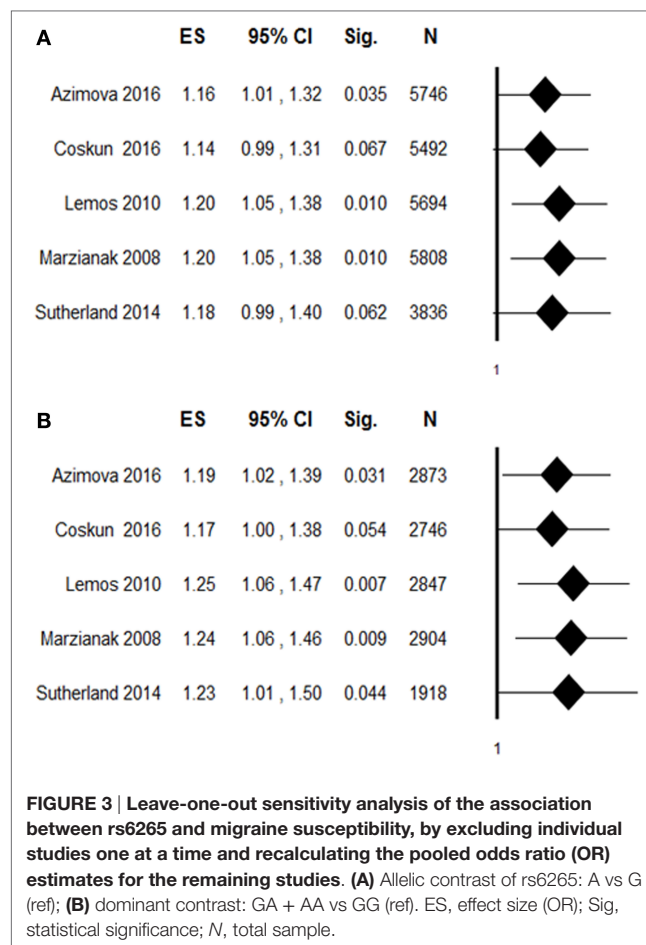 A
ES 95% CI Sig. N
Azimova 2016 1.16 1.01 , 1.32 0.035 5746
Coskun 2016 1.14 0.99 , 1.31 0.067 5492
Lemos 2010 1.20 1.05 , 1.38 0.010 5694
Marzianak 2008 1.20 1.05 , 1.38 0.010 5808
Sutherland 2014 1.18 0.99 , 1.40 0.062 3836
1
B
ES 95% CI Sig. N
Azimova 2016 1.19 1.02 , 1.39 0.031 2873
Coskun 2016 1.17 1.00 , 1.38 0.054 2746
Lemos 2010 1.25 1.06 , 1.47 0.007 2847
Marzianak 2008 1.24 1.06 , 1.46 0.009 2904
Sutherland 2014 1.23 1.01 , 1.50 0.044 1918
1
FIGURE 3 | Leave-one-out sensitivity analysis of the association
between rs6265 and migraine susceptibility, by excluding individual
studies one at a time and recalculating the pooled odds ratio (OR)
estimates for the remaining studies. (A) Allelic contrast of rs6265: A vs G
(ref); (B) dominant contrast: GA + AA vs GG (ref). ES, effect size (OR); Sig,
statistical significance; N, total sample.